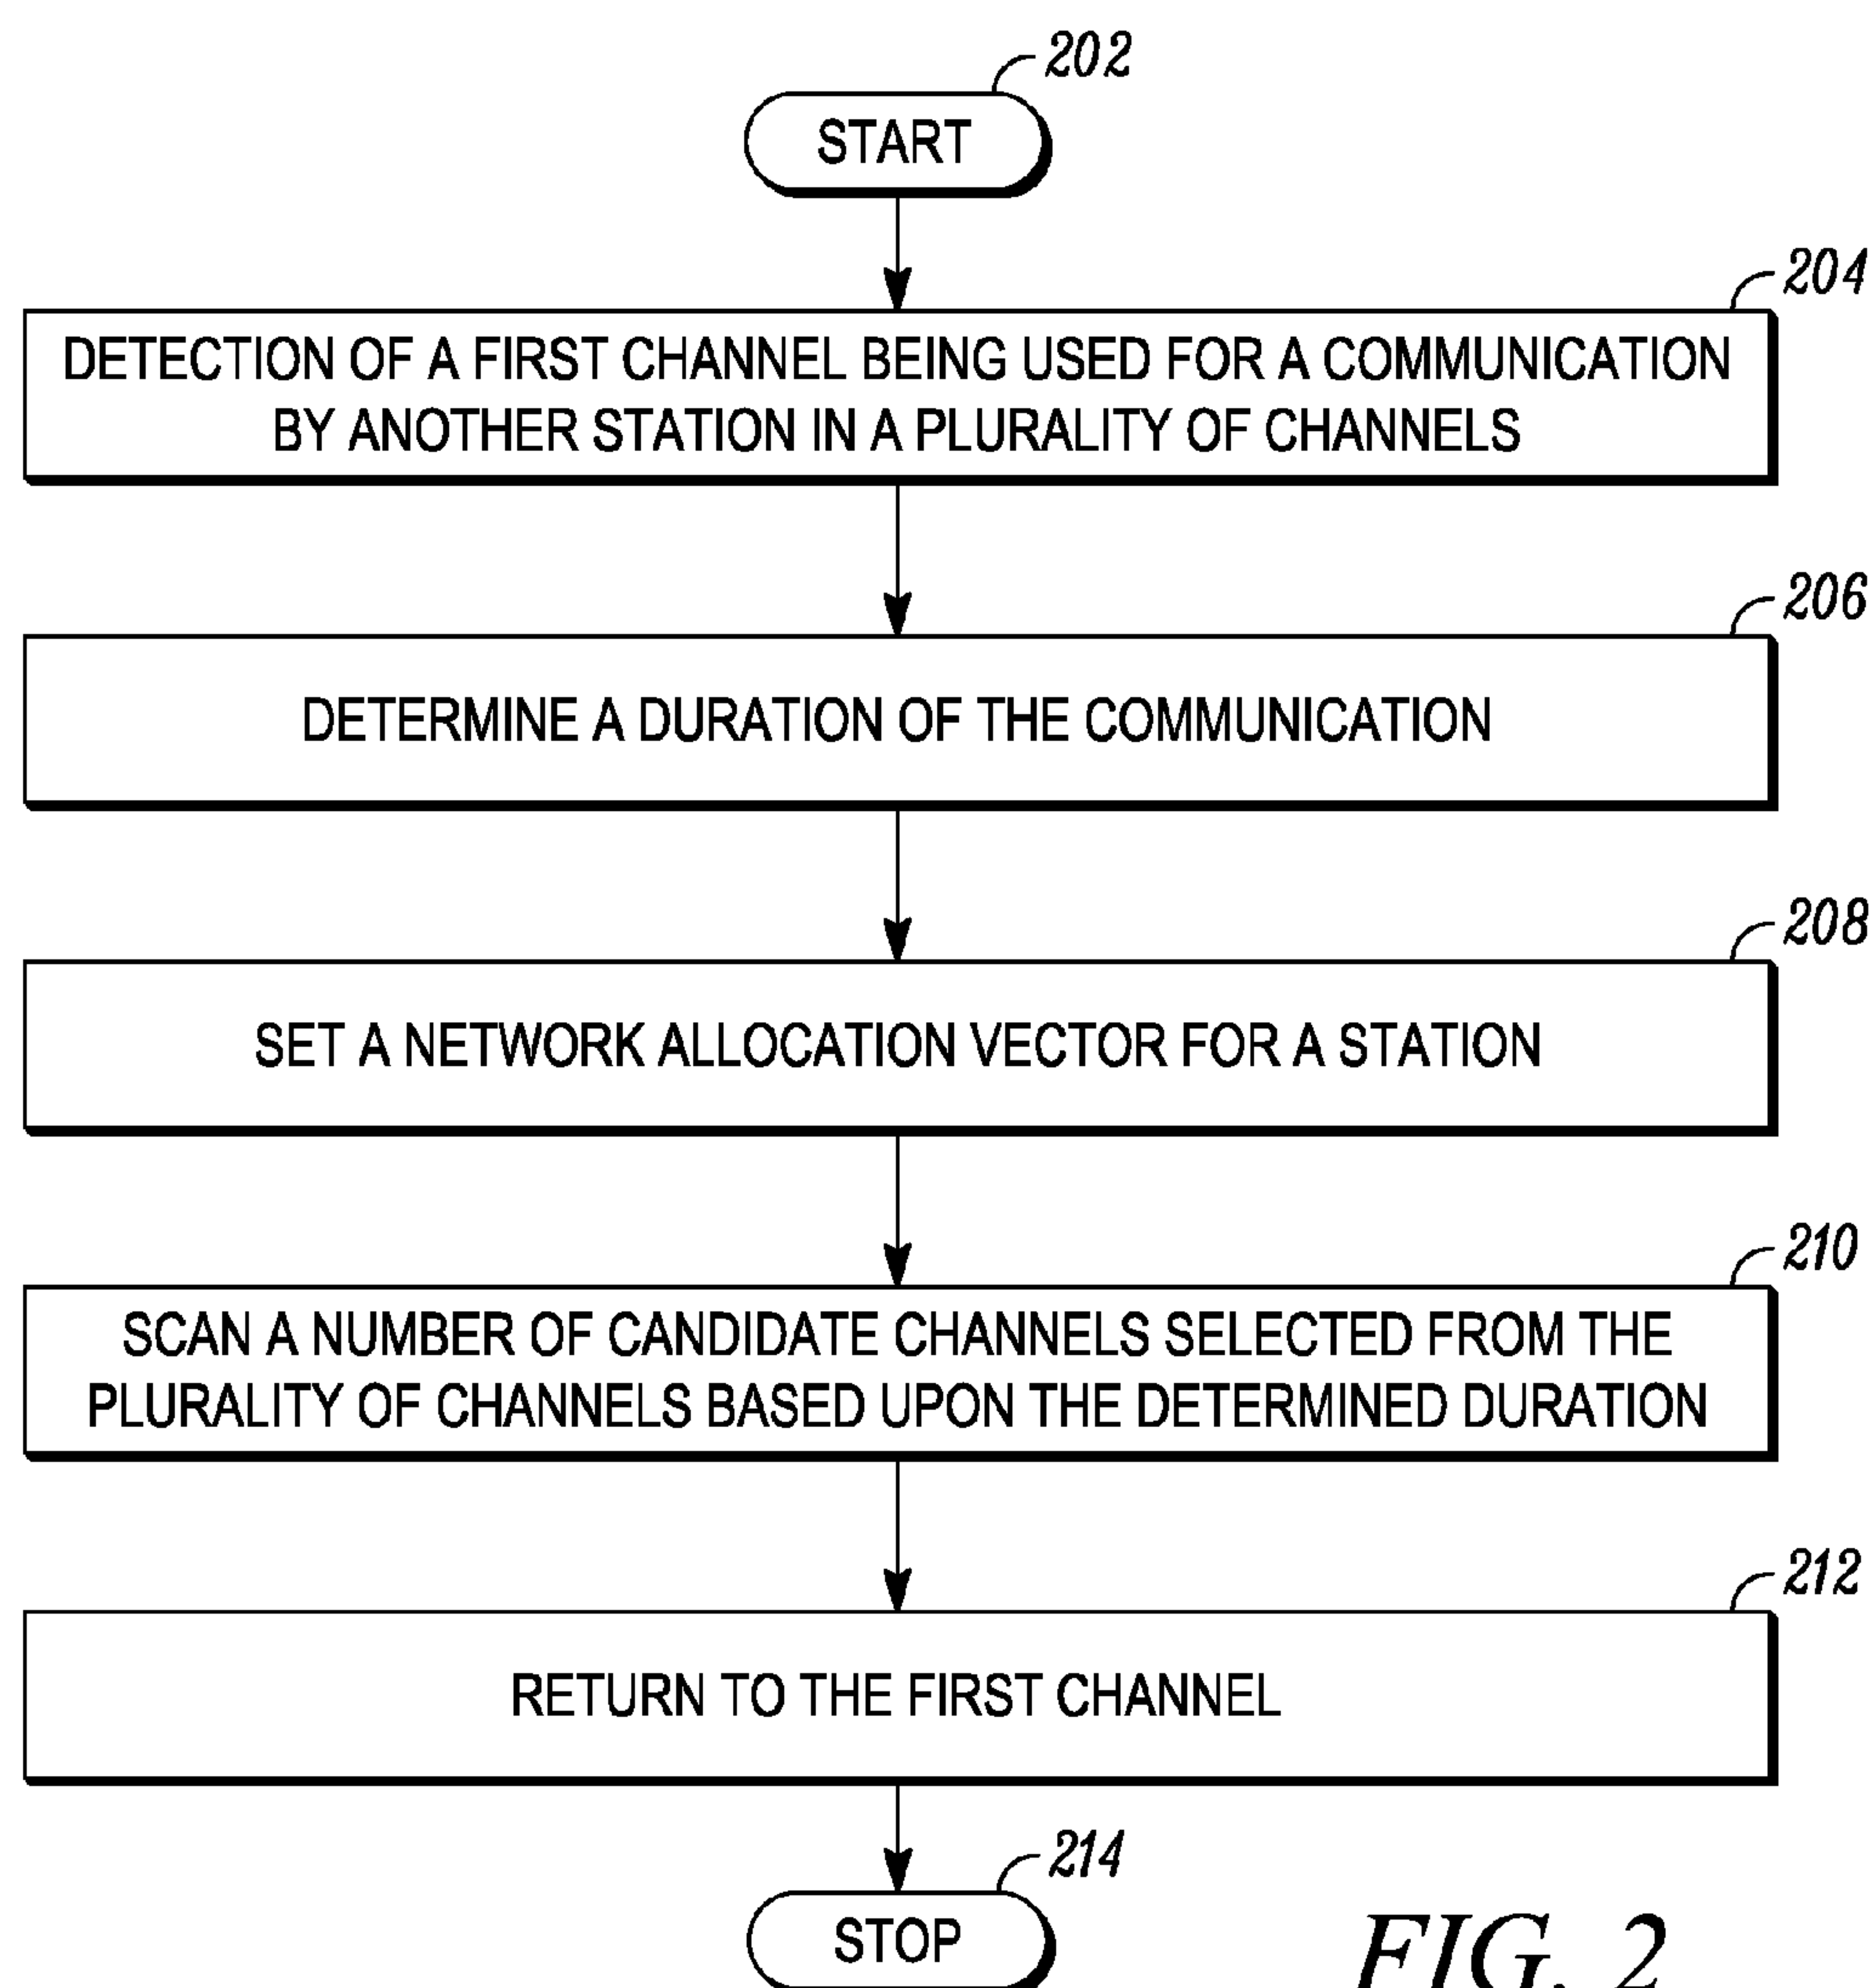 202
START
204
DETECTION OF A FIRST CHANNEL BEING USED FOR A COMMUNICATION
BY ANOTHER STATION IN A PLURALITY OF CHANNELS
206
DETERMINE A DURATION OF THE COMMUNICATION
208
SET A NETWORK ALLOCATION VECTOR FOR A STATION
210
SCAN A NUMBER OF CANDIDATE CHANNELS SELECTED FROM THE
PLURALITY OF CHANNELS BASED UPON THE DETERMINED DURATION
212
RETURN TO THE FIRST CHANNEL
214
STOP
FIG. 2